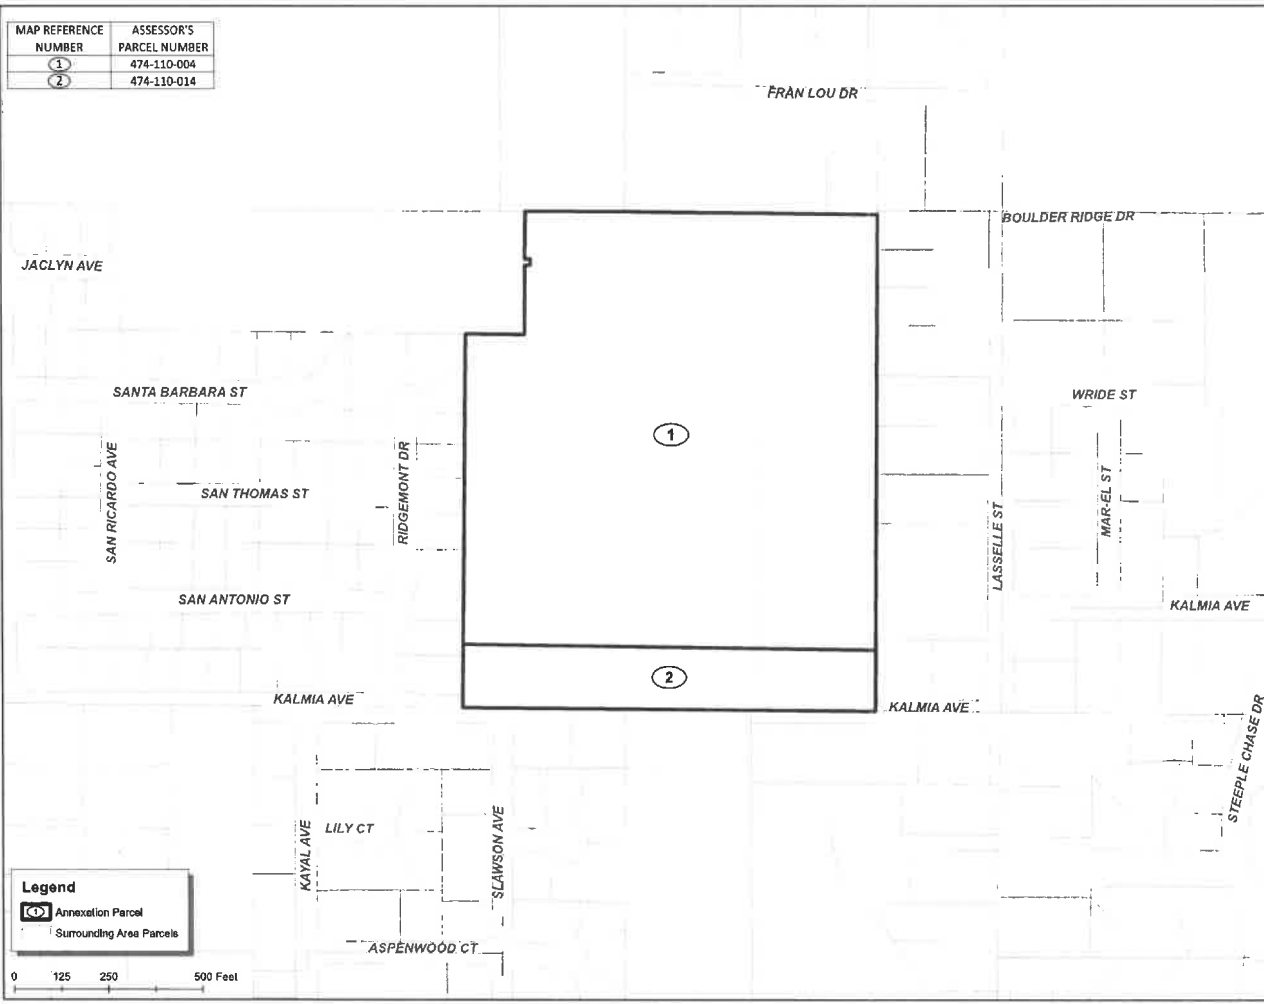 MAP REFERENCE NUMBER
ASSESSOR'S PARCEL NUMBER
1 474-110-004
2 474-110-014
FRAN LOU DR
BOULDER RIDGE DR
JACLYN AVE
SANTA BARBARA ST
WRIDE ST
1
SAN RICARDO AVE
RIDGEMONT DR
SAN THOMAS ST
MAR-EL ST
LASSELLE ST
SAN ANTONIO ST
KALMIA AVE
2
KALMIA AVE
KALMIA AVE
STEEPLE CHASE DR
LILY CT
KAYAL AVE
SLAWSON AVE
ASPENWOOD CT
Legend
1 Annexation Parcel
Surrounding Area Parcels
0 125 250 500 Feet